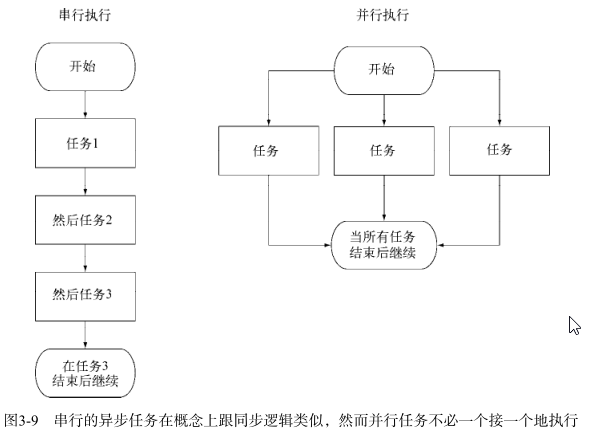 串行执行
开始
任务1
然后任务2
然后任务3
在任务3
结束后继续
并行执行
开始
任务
任务
任务
当所有任务
结束后继续
图3-9 串行的异步任务在概念上跟同步逻辑类似，然而并行任务不必一个接一个地执行